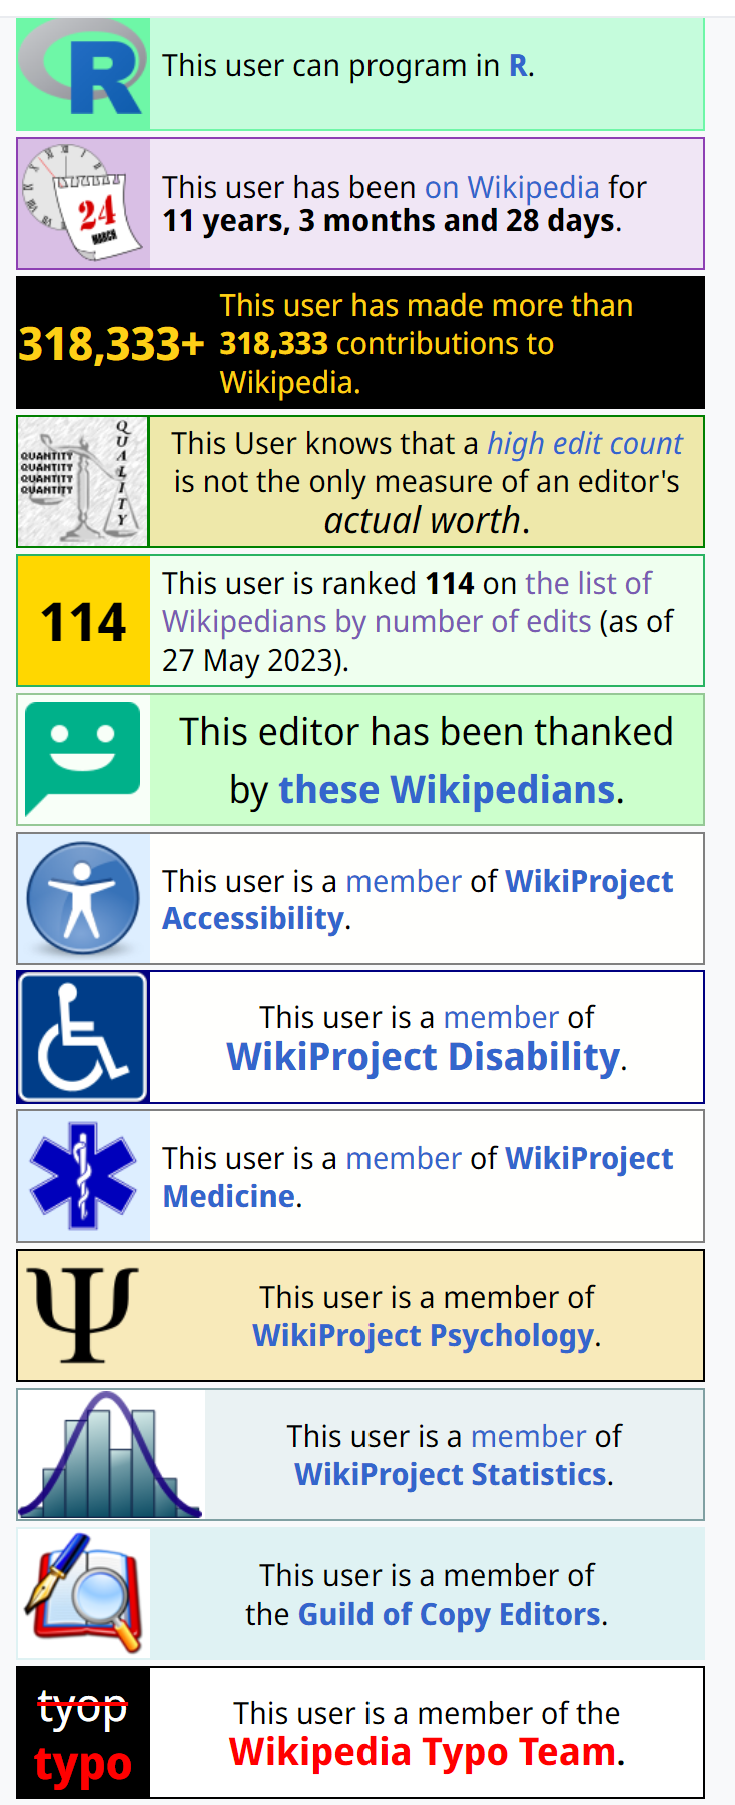 R
This user can program in R.
24
MARCH
This user has been on Wikipedia for
11 years, 3 months and 28 days.
318,333+
This user has made more than
318,333 contributions to
Wikipedia.
QUANTITY
QUANTITY
QUANTITY
QUANTITY
QUALITY
This User knows that a high edit count
is not the only measure of an editor's
actual worth.
114
This user is ranked 114 on the list of
Wikipedians by number of edits (as of
27 May 2023).
This editor has been thanked
by these Wikipedians.
This user is a member of WikiProject
Accessibility.
This user is a member of
WikiProject Disability.
This user is a member of WikiProject
Medicine.
Ψ
This user is a member of
WikiProject Psychology.
This user is a member of
WikiProject Statistics.
This user is a member of
the Guild of Copy Editors.
tyop
typo
This user is a member of the
Wikipedia Typo Team.